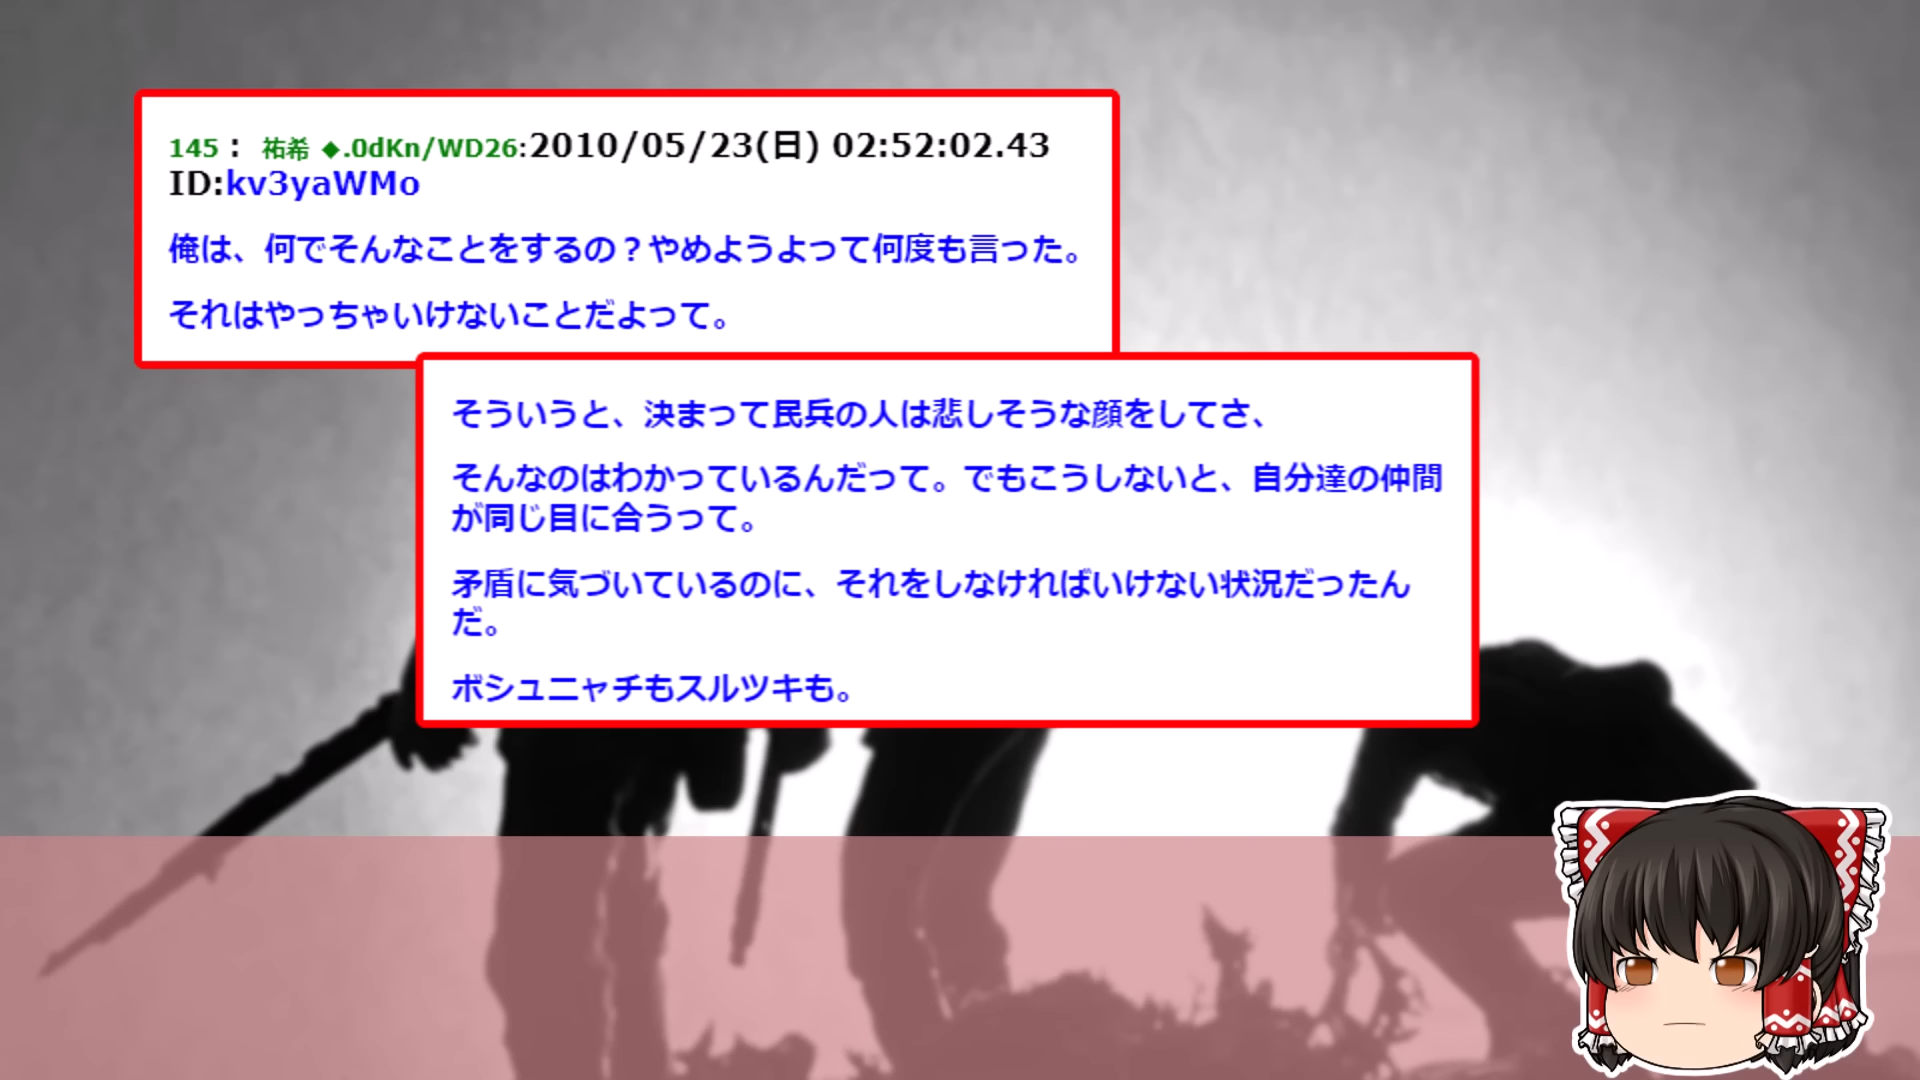 145： 祐希 ◆.0dKn/WD26:2010/05/23(日) 02:52:02.43
ID:kv3yaWMo
俺は、何でそんなことをするの？やめようよって何度も言った。
それはやっちゃいけないことだよって。
そういうと、決まって民兵の人は悲しそうな顔をしてさ、
そんなのはわかっているんだって。でもこうしないと、自分達の仲間
が同じ目に合うって。
矛盾に気づいているのに、それをしなければいけない状況だったん
だ。
ボシュニャチもスルツキも。